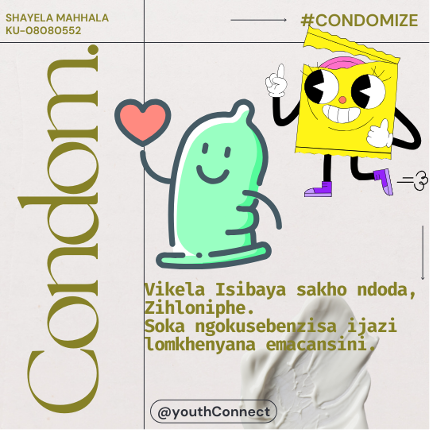 SHAYELA MAHHALA
KU-08080552
#CONDOMIZE
Condom.
Vikela Isibaya sakho ndoda,
Zihloniphe.
Soka ngokusebenzisa ijazi
lomkhenyana emacansini.
@youthConnect